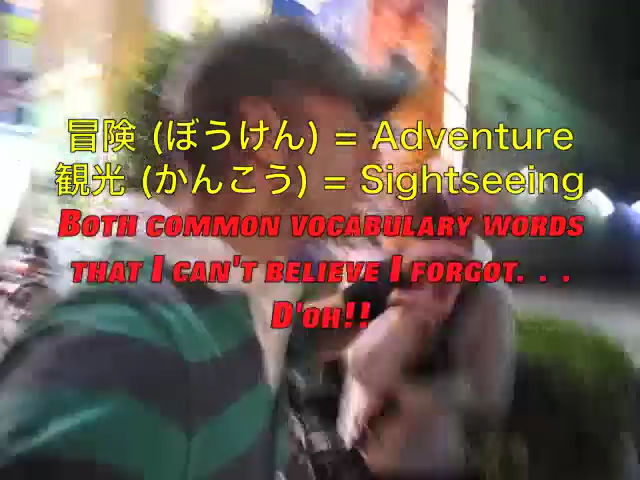 冒険 (ぼうけん) = Adventure
観光 (かんこう) = Sightseeing
BOTH COMMON VOCABULARY WORDS
THAT I CAN'T BELIEVE I FORGOT. . .
D'OH!!